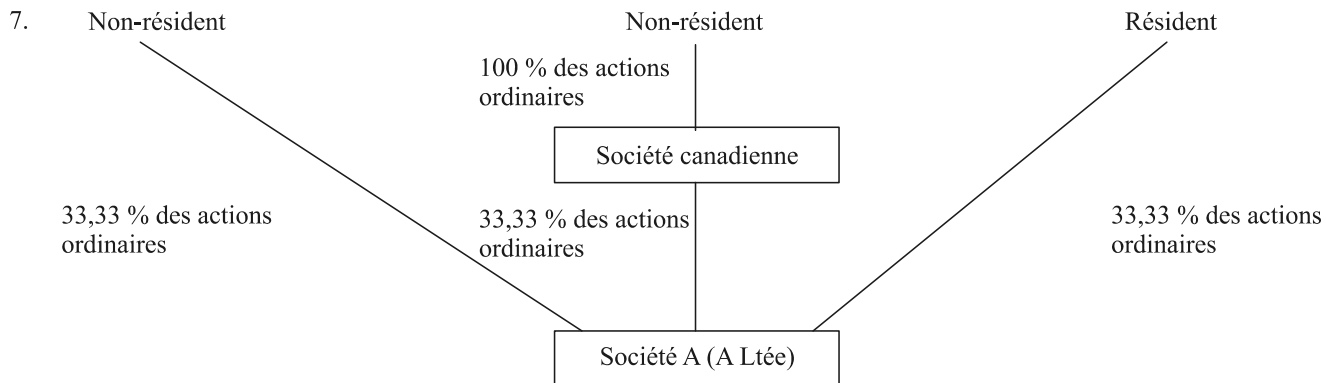 7.
Non-résident
Non-résident
Résident
100 % des actions
ordinaires
Société canadienne
33,33 % des actions
ordinaires
33,33 % des actions
ordinaires
33,33 % des actions
ordinaires
Société A (A Ltée)